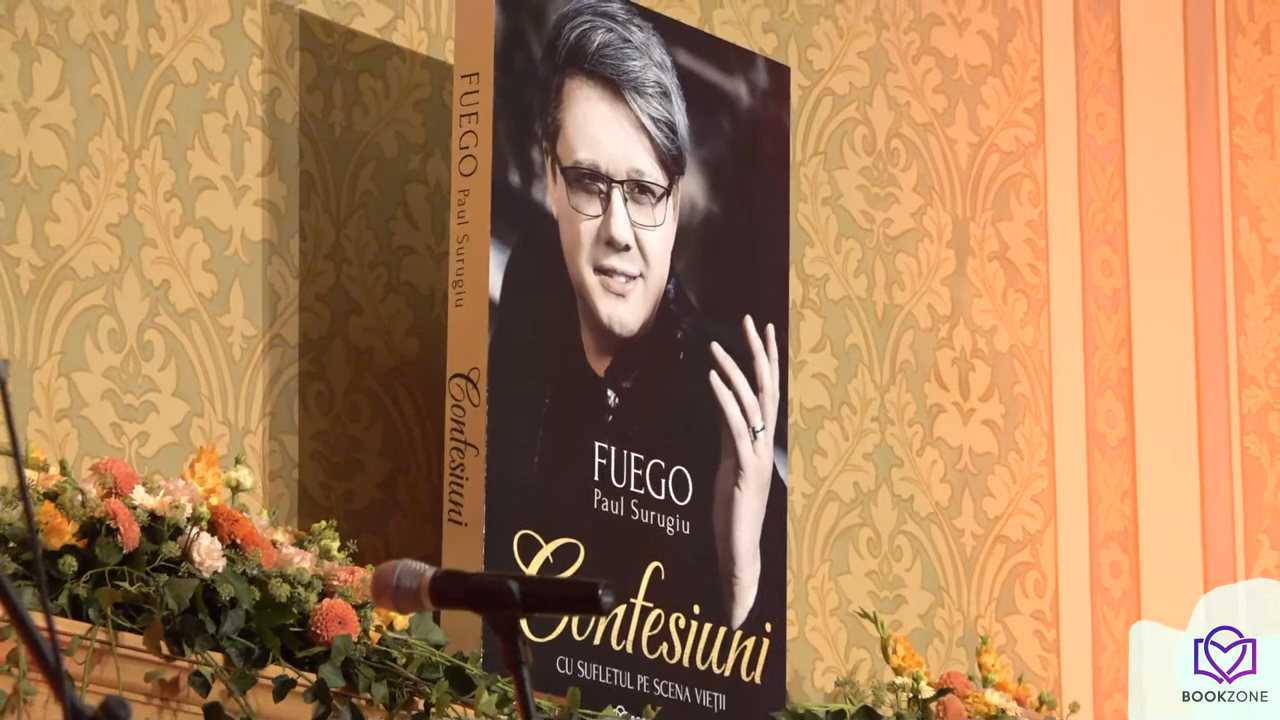 FUEGO Paul Surugiu Confesiuni
FUEGO
Paul Surugiu
Confesiuni
CU SUFLETUL PE SCENA VIEȚII
BOOKZONE